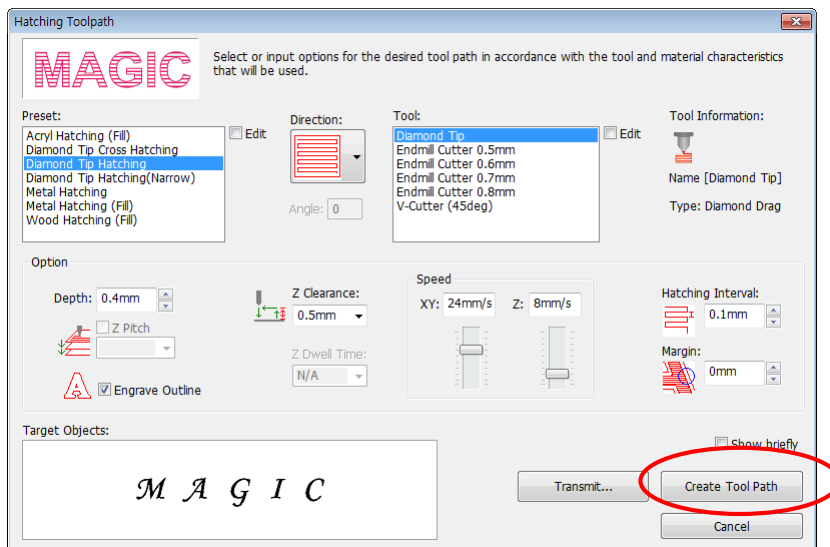 Hatching Toolpath
MAGIC
Select or input options for the desired tool path in accordance with the tool and material characteristics
that will be used.
Preset:
Acryl Hatching (Fill)
Diamond Tip Cross Hatching
Diamond Tip Hatching
Diamond Tip Hatching(Narrow)
Metal Hatching
Metal Hatching (Fill)
Wood Hatching (Fill)
Edit
Direction:
Angle: 0
Tool:
Diamond Tip
Endmill Cutter 0.5mm
Endmill Cutter 0.6mm
Endmill Cutter 0.7mm
Endmill Cutter 0.8mm
V-Cutter (45deg)
Edit
Tool Information:
Name [Diamond Tip]
Type: Diamond Drag
Option
Depth: 0.4mm
Z Pitch
Engrave Outline
Z Clearance:
0.5mm
Z Dwell Time:
N/A
Speed
XY: 24mm/s Z: 8mm/s
Hatching Interval:
0.1mm
Margin:
0mm
Target Objects:
M A G I C
Show briefly
Transmit...
Create Tool Path
Cancel